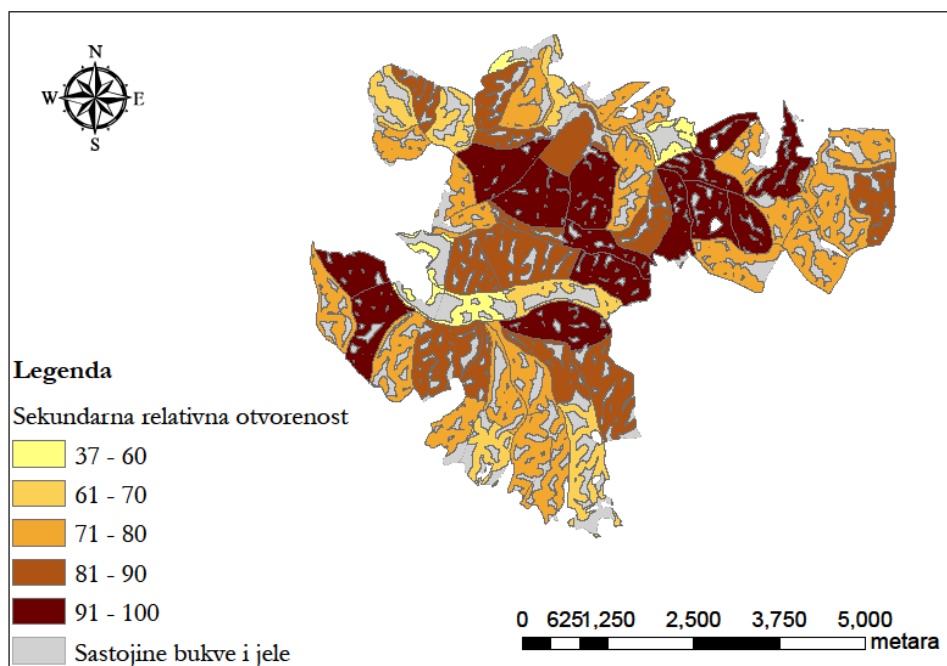 N
W E
S
Legenda
Sekundarna relativna otvorenost
37 - 60
61 - 70
71 - 80
81 - 90
91 - 100
Sastojine bukve i jele
0 6251,250 2,500 3,750 5,000
metara